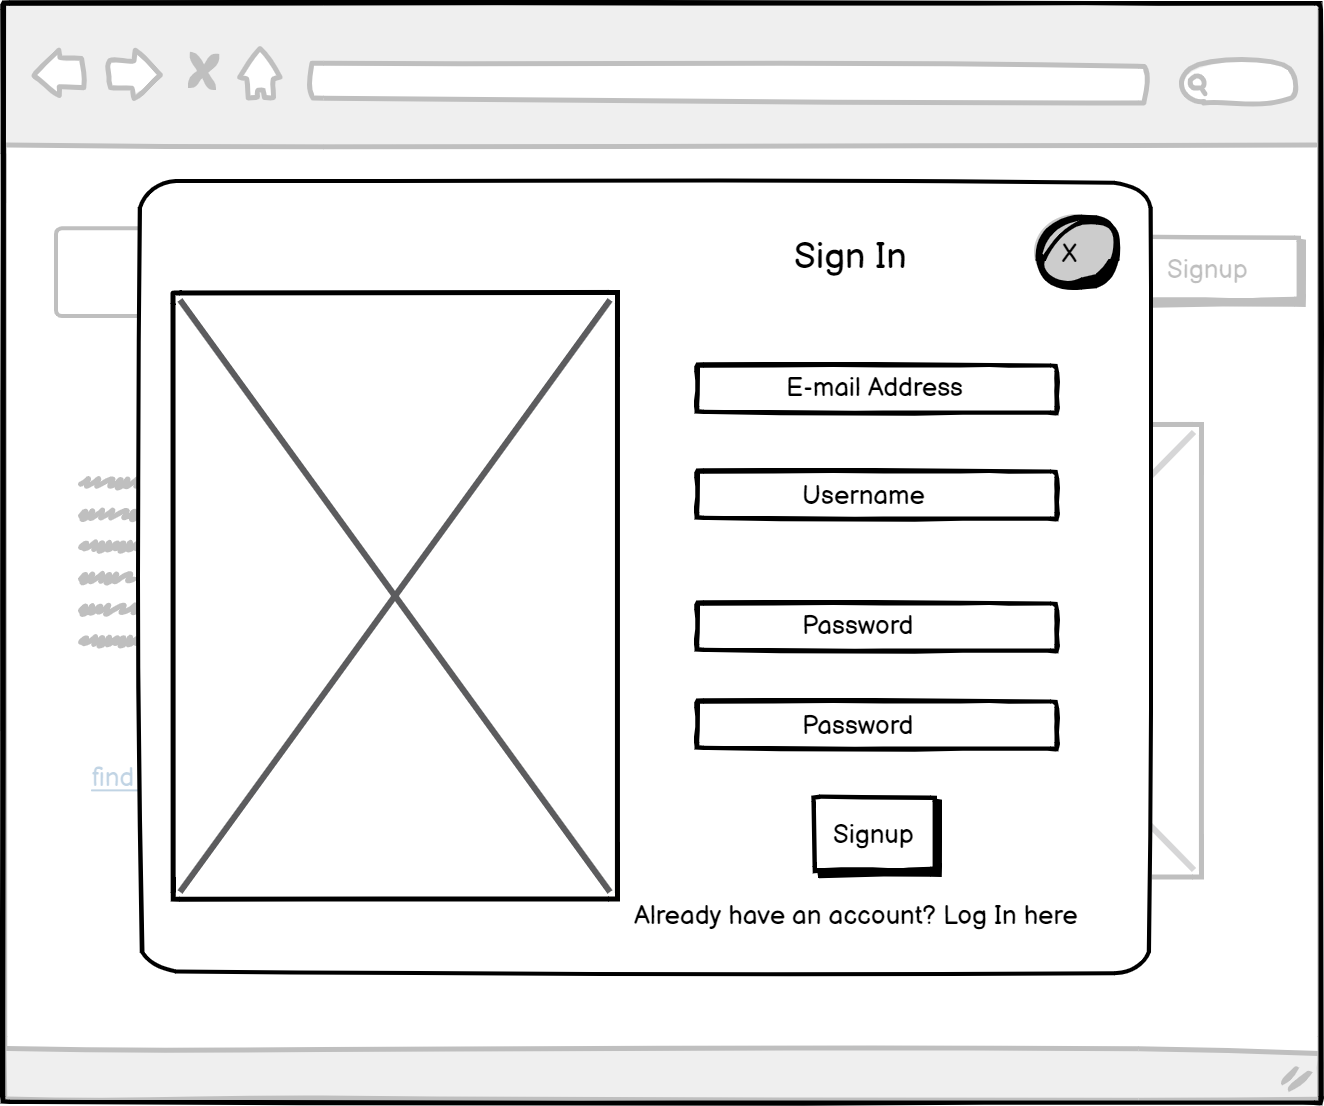 Sign In
X
Signup
E-mail Address
Username
Password
Password
find
Signup
Already have an account? Log In here